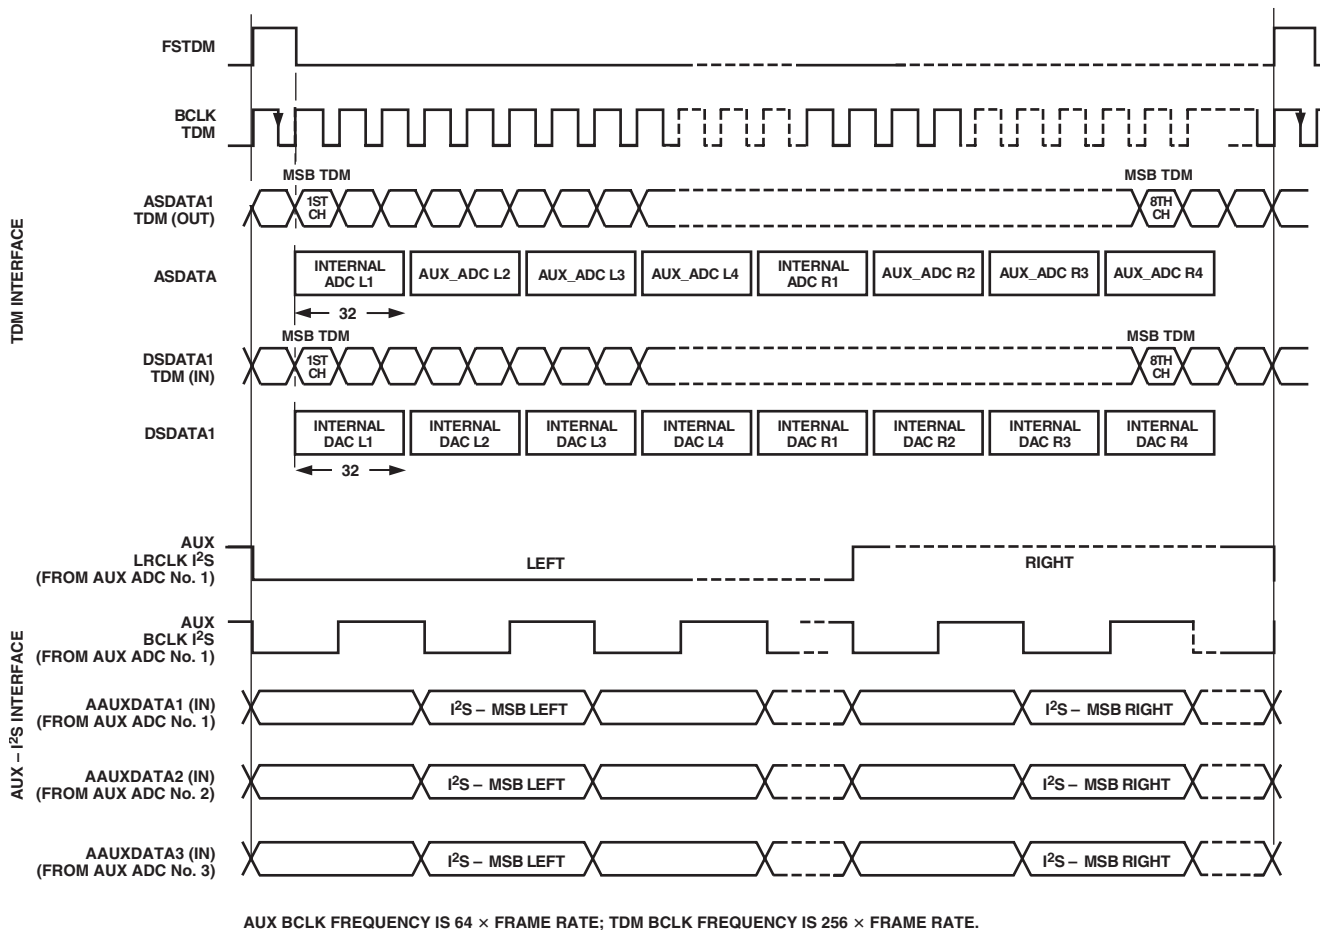 FSTDM
BCLK
TDM
MSB TDM
MSB TDM
ASDATA1
TDM (OUT)
1ST
CH
8TH
CH
ASDATA
INTERNAL
ADC L1
AUX_ADC L2
AUX_ADC L3
AUX_ADC L4
INTERNAL
ADC R1
AUX_ADC R2
AUX_ADC R3
AUX_ADC R4
32
TDM INTERFACE
MSB TDM
MSB TDM
DSDATA1
TDM (IN)
1ST
CH
8TH
CH
DSDATA1
INTERNAL
DAC L1
INTERNAL
DAC L2
INTERNAL
DAC L3
INTERNAL
DAC L4
INTERNAL
DAC R1
INTERNAL
DAC R2
INTERNAL
DAC R3
INTERNAL
DAC R4
32
AUX
LRCLK I²S
(FROM AUX ADC No. 1)
LEFT
RIGHT
AUX
BCLK I²S
(FROM AUX ADC No. 1)
AUX – I²S INTERFACE
AAUXDATA1 (IN)
(FROM AUX ADC No. 1)
I²S – MSB LEFT
I²S – MSB RIGHT
AAUXDATA2 (IN)
(FROM AUX ADC No. 2)
I²S – MSB LEFT
I²S – MSB RIGHT
AAUXDATA3 (IN)
(FROM AUX ADC No. 3)
I²S – MSB LEFT
I²S – MSB RIGHT
AUX BCLK FREQUENCY IS 64 × FRAME RATE; TDM BCLK FREQUENCY IS 256 × FRAME RATE.